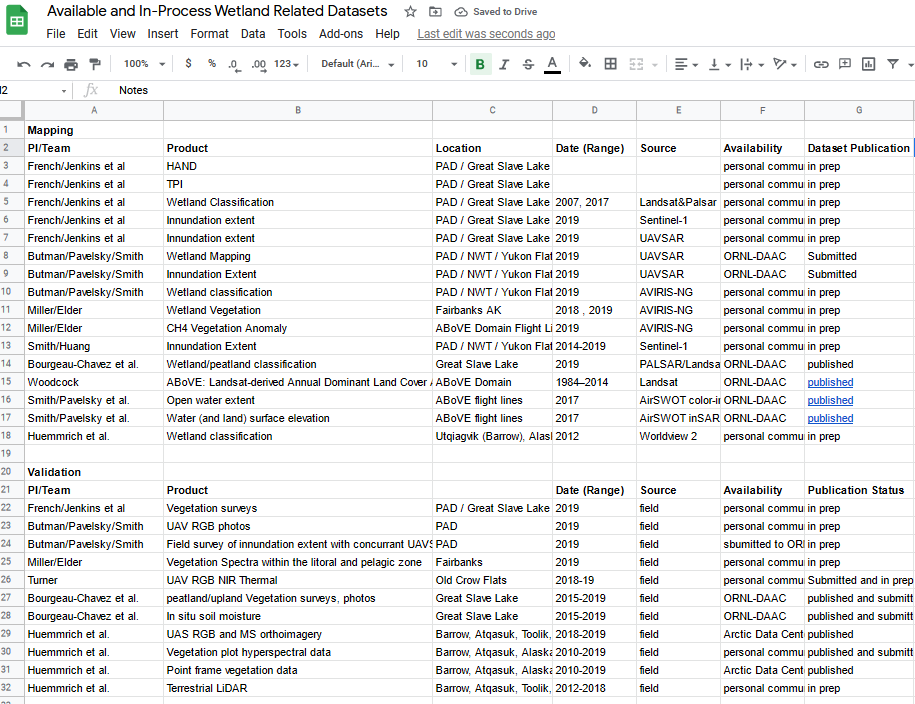 Available and In-Process Wetland Related Datasets Saved to Drive
File Edit View Insert Format Data Tools Add-ons Help Last edit was seconds ago
100% $ % .0 .00 123 Default (Ari... 10 B I S A
I2 fx Notes
A B C D E F G
1 Mapping
2 PI/Team Product Location Date (Range) Source Availability Dataset Publication
3 French/Jenkins et al HAND PAD / Great Slave Lake personal commu in prep
4 French/Jenkins et al TPI PAD / Great Slave Lake personal commu in prep
5 French/Jenkins et al Wetland Classification PAD / Great Slave Lake 2007, 2017 Landsat&Palsar personal commu in prep
6 French/Jenkins et al Innundation extent PAD / Great Slave Lake 2019 Sentinel-1 personal commu in prep
7 French/Jenkins et al Innundation extent PAD / Great Slave Lake 2019 UAVSAR personal commu in prep
8 Butman/Pavelsky/Smith Wetland Mapping PAD / NWT / Yukon Flat 2019 UAVSAR ORNL-DAAC Submitted
9 Butman/Pavelsky/Smith Innundation Extent PAD / NWT / Yukon Flat 2019 UAVSAR ORNL-DAAC Submitted
10 Butman/Pavelsky/Smith Wetland classification PAD / NWT / Yukon Flat 2019 AVIRIS-NG personal commu in prep
11 Miller/Elder Wetland Vegetation Fairbanks AK 2018 , 2019 AVIRIS-NG personal commu in prep
12 Miller/Elder CH4 Vegetation Anomaly ABoVE Domain Flight Li 2019 AVIRIS-NG personal commu in prep
13 Smith/Huang Innundation Extent PAD / NWT / Yukon Flat 2014-2019 Sentinel-1 personal commu in prep
14 Bourgeau-Chavez et al. Wetland/peatland classification Great Slave Lake 2019 PALSAR/Landsa ORNL-DAAC published
15 Woodcock ABoVE: Landsat-derived Annual Dominant Land Cover ABoVE Domain 1984–2014 Landsat ORNL-DAAC published
16 Smith/Pavelsky et al. Open water extent ABoVE flight lines 2017 AirSWOT color-i ORNL-DAAC published
17 Smith/Pavelsky et al. Water (and land) surface elevation ABoVE flight lines 2017 AirSWOT inSAR ORNL-DAAC published
18 Huemmrich et al. Wetland classification Utqiagvik (Barrow), Alas 2012 Worldview 2 personal commu in prep
19
20 Validation
21 PI/Team Product Date (Range) Source Availability Publication Status
22 French/Jenkins et al Vegetation surveys PAD / Great Slave Lake 2019 field personal commu in prep
23 Butman/Pavelsky/Smith UAV RGB photos PAD 2019 field personal commu in prep
24 Butman/Pavelsky/Smith Field survey of innundation extent with concurrant UAVS PAD 2019 field sbumitted to ORI in prep
25 Miller/Elder Vegetation Spectra within the litoral and pelagic zone Fairbanks 2019 field personal commu in prep
26 Turner UAV RGB NIR Thermal Old Crow Flats 2018-19 field personal commu Submitted and in prep
27 Bourgeau-Chavez et al. peatland/upland Vegetation surveys, photos Great Slave Lake 2015-2019 field ORNL-DAAC published and submitt
28 Bourgeau-Chavez et al. In situ soil moisture Great Slave Lake 2015-2019 field ORNL-DAAC published and submitt
29 Huemmrich et al. UAS RGB and MS orthoimagery Barrow, Atqasuk, Toolik, 2018-2019 field Arctic Data Cent published
30 Huemmrich et al. Vegetation plot hyperspectral data Barrow, Atqasuk, Alaska 2010-2019 field personal commu published and submitt
31 Huemmrich et al. Point frame vegetation data Barrow, Atqasuk, Alaska 2010-2019 field Arctic Data Cent published
32 Huemmrich et al. Terrestrial LiDAR Barrow, Atqasuk, Toolik, 2012-2018 field personal commu in prep